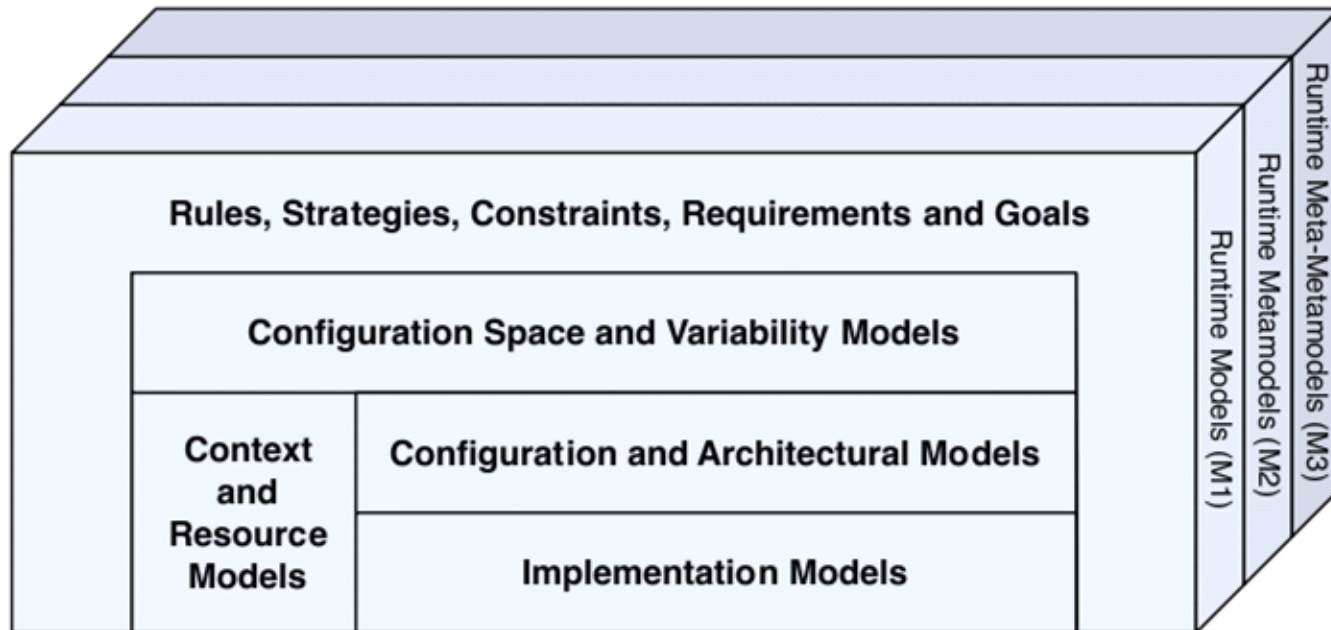 Rules, Strategies, Constraints, Requirements and Goals
Configuration Space and Variability Models
Context
and
Resource
Models
Configuration and Architectural Models
Implementation Models
Runtime Models (M1)
Runtime Metamodels (M2)
Runtime Meta-Metamodels (M3)